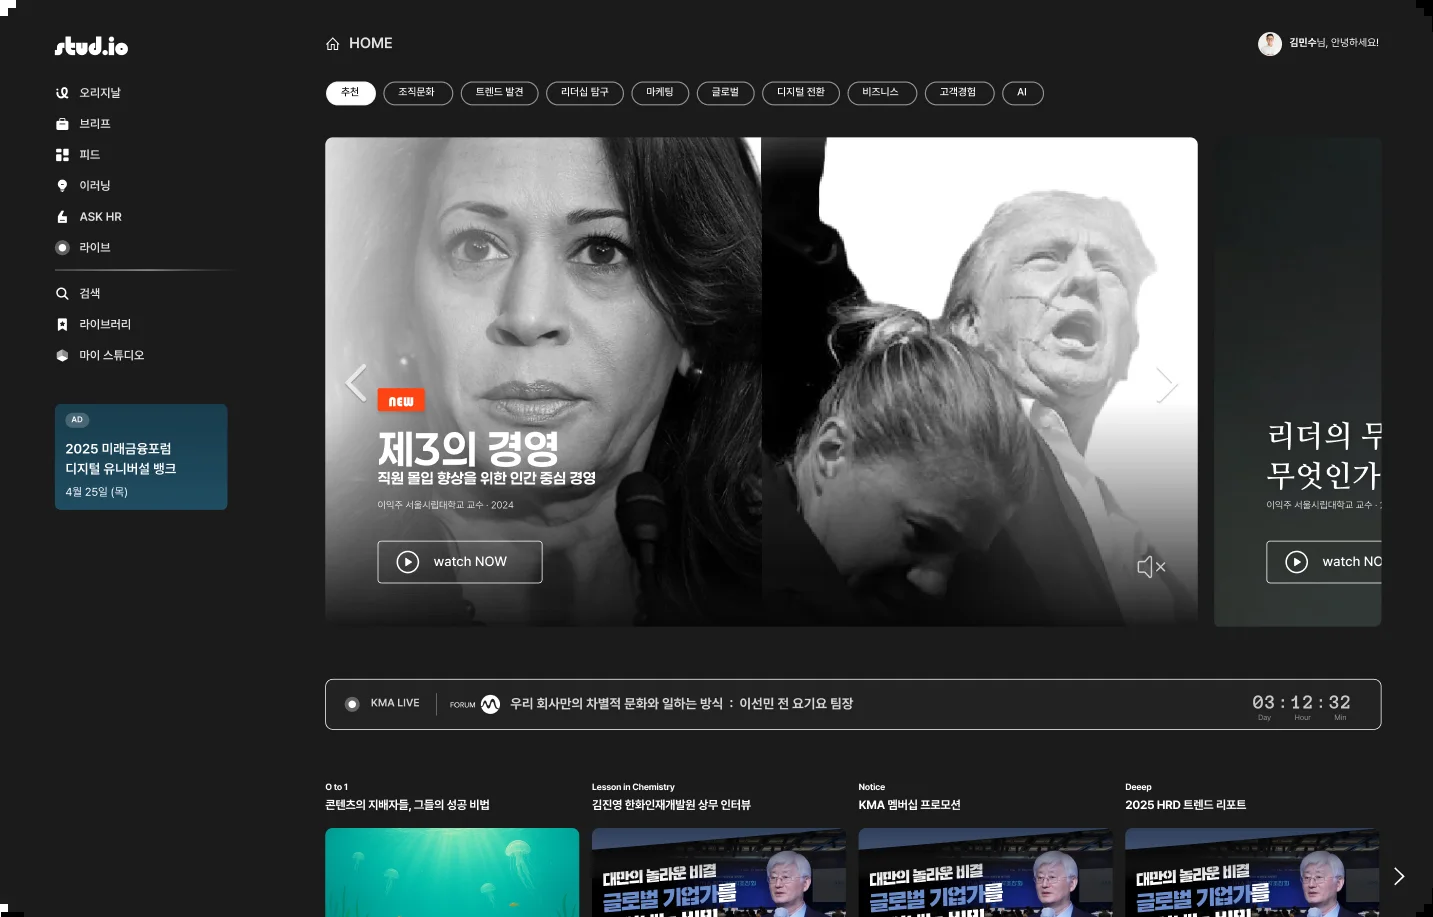 stud.io
오리지날
브리프
피드
이러닝
ASK HR
라이브
검색
라이브러리
마이 스튜디오
AD
2025 미래금융포럼
디지털 유니버설 뱅크
4월 25일 (목)
HOME
김민수님, 안녕하세요!
추천
조직문화
트렌드 발견
리더십 탐구
마케팅
글로벌
디지털 전환
비즈니스
고객경험
AI
NEW
제3의 경영
직원 몰입 향상을 위한 인간 중심 경영
이익주 서울시립대학교 교수 · 2024
watch NOW
리더의 무
무엇인가
이익주 서울시립대학교 교수 ·
watch NO
KMA LIVE
FORUM
우리 회사만의 차별적 문화와 일하는 방식 : 이선민 전 요기요 팀장
03 : 12 : 32
Day Hour Min
0 to 1
콘텐츠의 지배자들, 그들의 성공 비법
Lesson in Chemistry
김진영 한화인재개발원 상무 인터뷰
대만의 놀라운 비결
글로벌 기업가를
Notice
KMA 멤버십 프로모션
대만의 놀라운 비결
글로벌 기업가를
Deeep
2025 HRD 트렌드 리포트
대만의 놀라운 비결
글로벌 기업가를